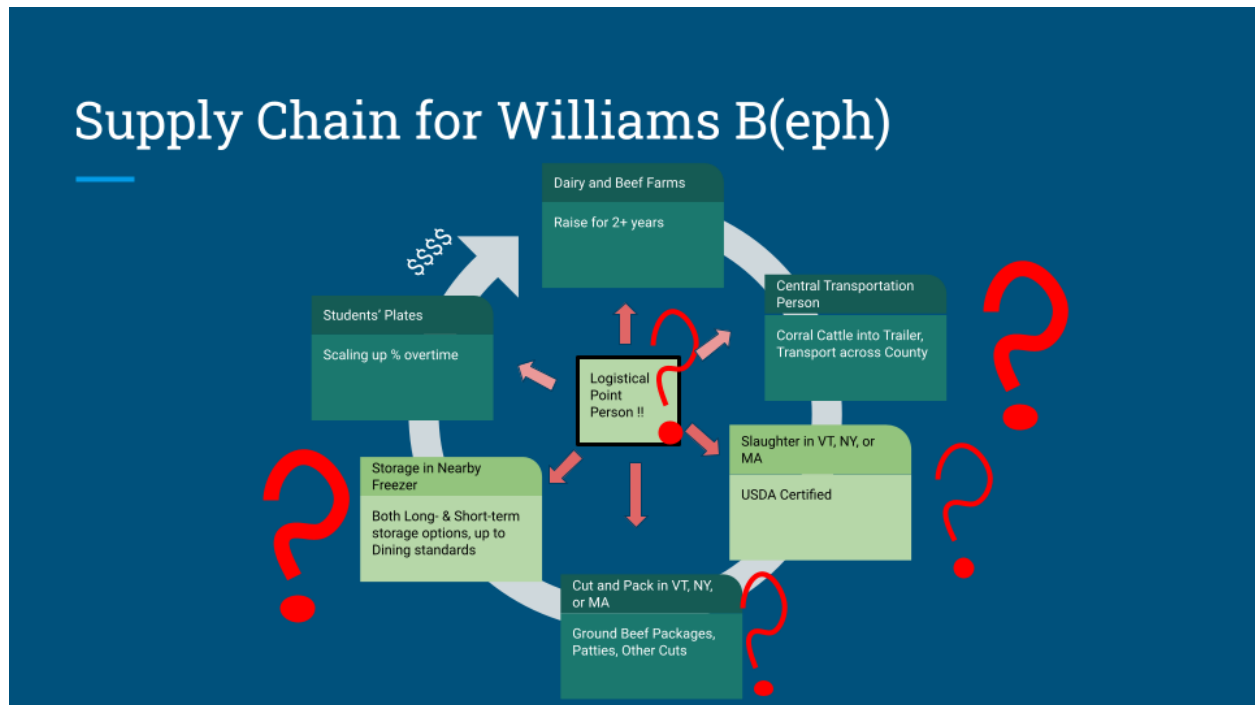 Supply Chain for Williams B(eph)
Dairy and Beef Farms
Raise for 2+ years
Central Transportation
Person
Corral Cattle into Trailer,
Transport across County
Slaughter in VT, NY, or
MA
USDA Certified
Cut and Pack in VT, NY,
or MA
Ground Beef Packages,
Patties, Other Cuts
Storage in Nearby
Freezer
Both Long- & Short-term
storage options, up to
Dining standards
Students' Plates
Scaling up % overtime
$$$$
Logistical
Point
Person !!
?
?
?
?
?